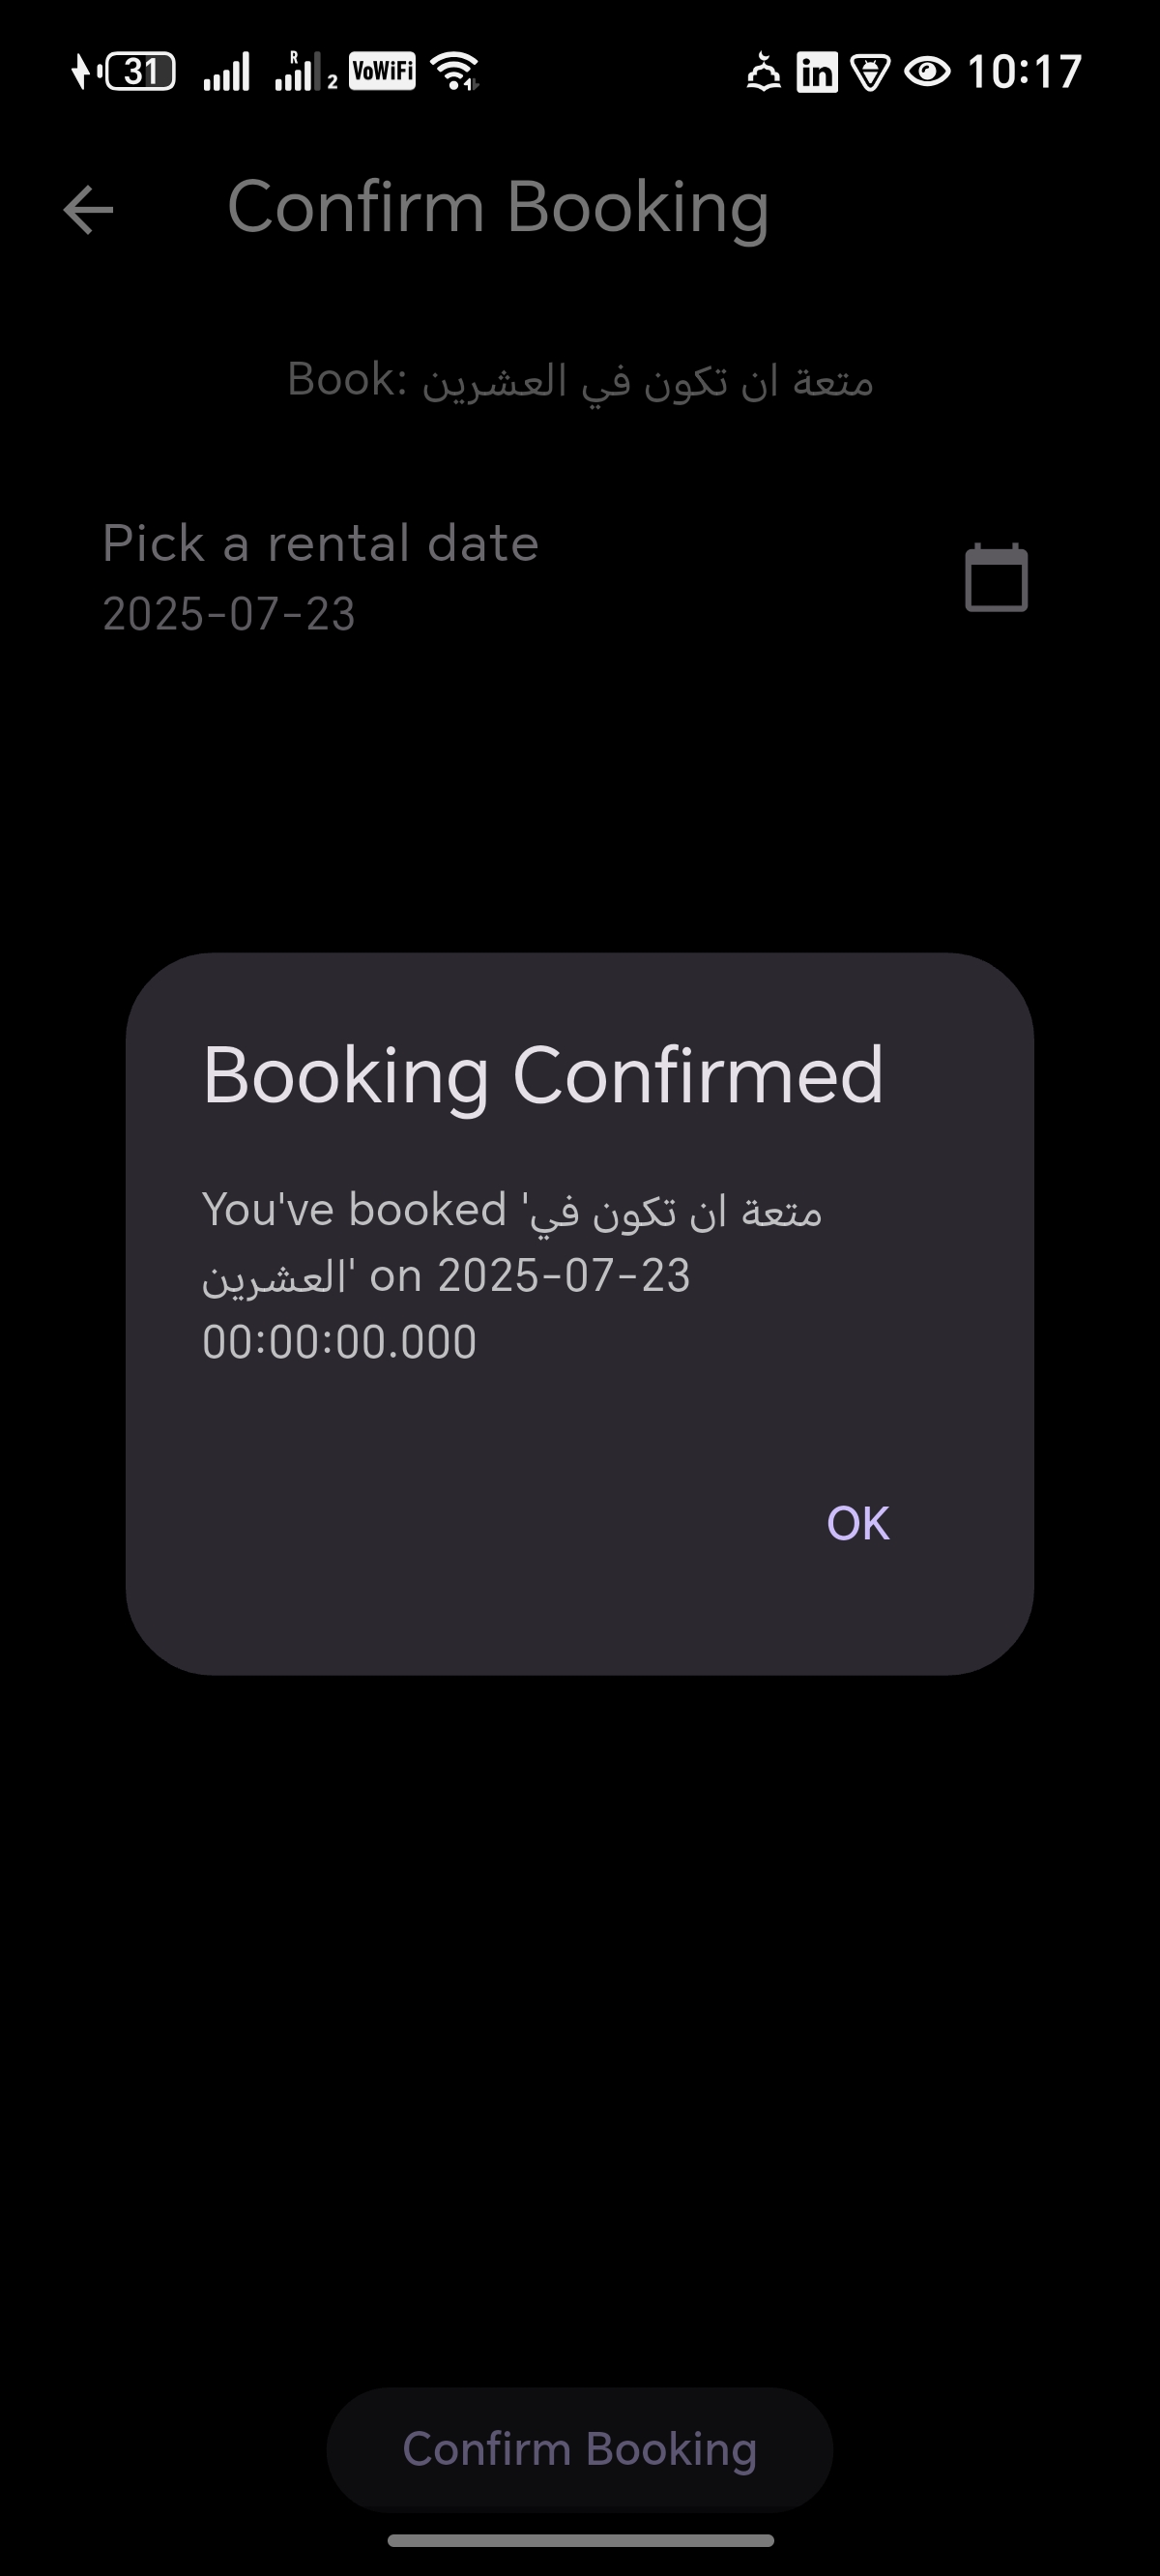 31 R 2 VoWiFi in 10:17
Confirm Booking
Book: متعة ان تكون في العشرين
Pick a rental date
2025-07-23
Booking Confirmed
You've booked 'متعة ان تكون في
العشرين' on 2025-07-23
00:00:00.000
OK
Confirm Booking